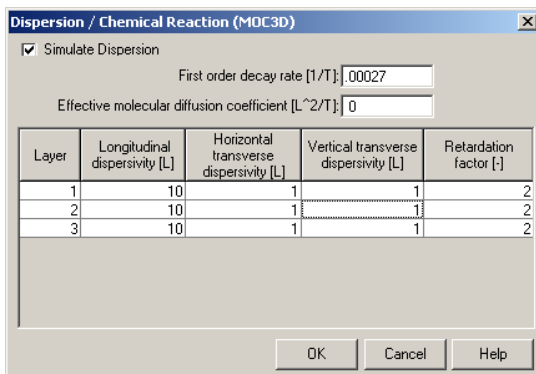 Dispersion / Chemical Reaction (MOC3D)
Simulate Dispersion
First order decay rate [1/T]: .00027
Effective molecular diffusion coefficient [L^2/T]: 0
Layer
Longitudinal
dispersivity [L]
Horizontal
transverse
dispersivity [L]
Vertical transverse
dispersivity [L]
Retardation
factor [-]
1 10 1 1 2
2 10 1 1 2
3 10 1 1 2
OK Cancel Help